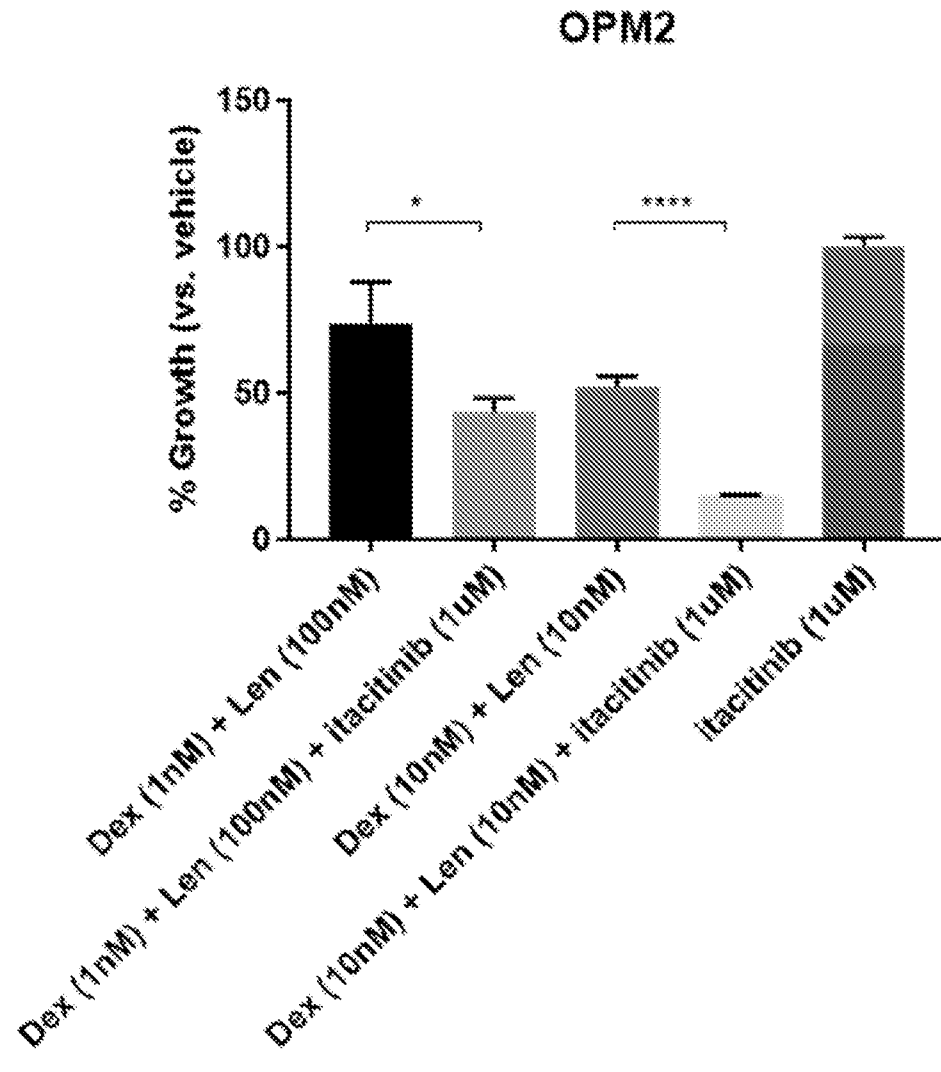 OPM2
% Growth (vs. vehicle)
150
100
50
0
*
****
Dex (1nM) + Len (100nM)
Dex (1nM) + Len (100nM) + itacitinib (1uM)
Dex (10nM) + Len (10nM)
Dex (10nM) + Len (10nM) + itacitinib (1uM)
itacitinib (1uM)